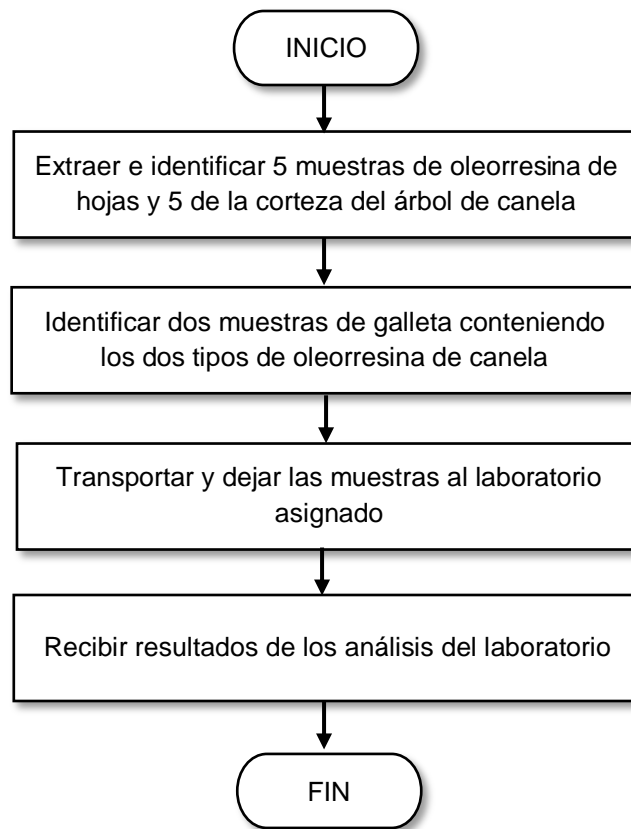 INICIO
Extraer e identificar 5 muestras de oleorresina de
hojas y 5 de la corteza del árbol de canela
Identificar dos muestras de galleta conteniendo
los dos tipos de oleorresina de canela
Transportar y dejar las muestras al laboratorio
asignado
Recibir resultados de los análisis del laboratorio
FIN